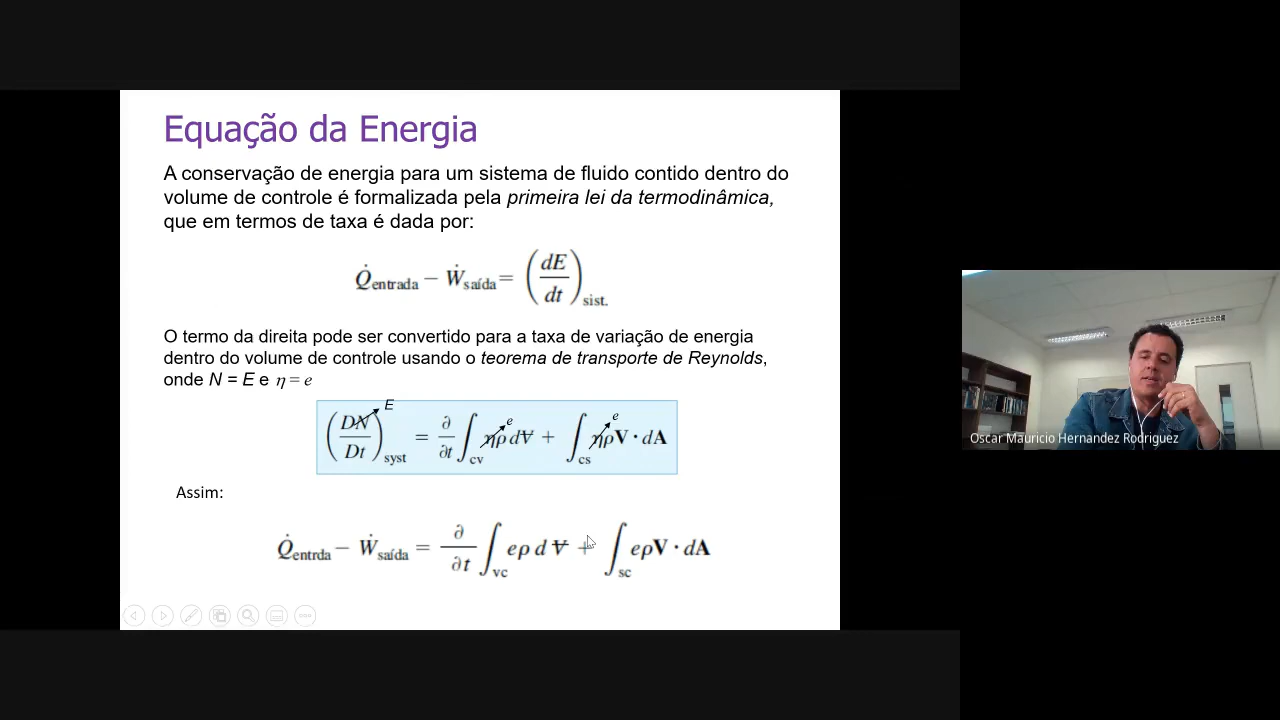 Equação da Energia
A conservação de energia para um sistema de fluido contido dentro do
volume de controle é formalizada pela primeira lei da termodinâmica,
que em termos de taxa é dada por:
Q̇entrada − Ẇsaída = (dE/dt)sist.
O termo da direita pode ser convertido para a taxa de variação de energia
dentro do volume de controle usando o teorema de transporte de Reynolds,
onde N = E e η = e
(DN/Dt)syst = ∂/∂t ∫cv ηρ dV + ∫cs ηρV · dA
E e e
Assim:
Q̇entrda − Ẇsaída = ∂/∂t ∫vc eρ dV + ∫sc eρV · dA
Oscar Mauricio Hernandez Rodriguez